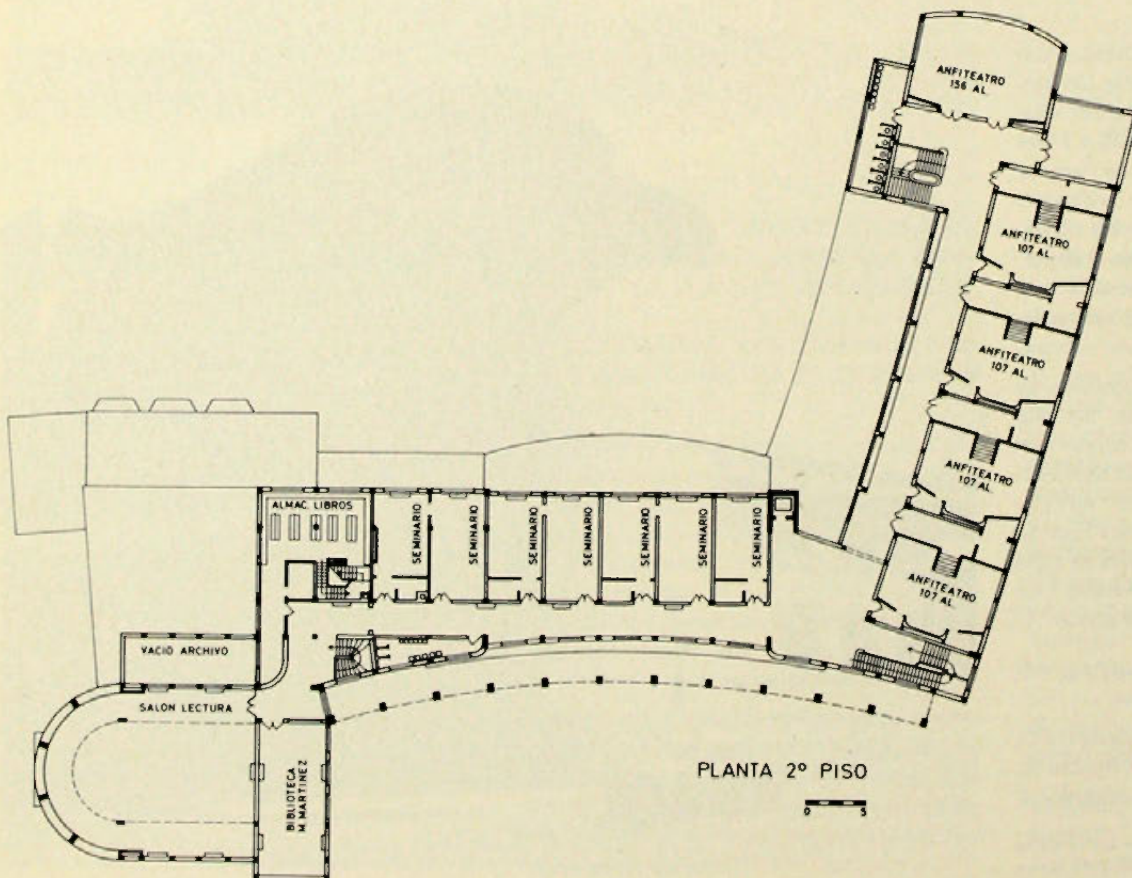 ANFITEATRO
156 AL.
ANFITEATRO
107 AL.
ANFITEATRO
107 AL.
ANFITEATRO
107 AL.
ANFITEATRO
107 AL.
ALMAC. LIBROS
SEMINARIO
SEMINARIO
SEMINARIO
SEMINARIO
SEMINARIO
SEMINARIO
SEMINARIO
VACIO ARCHIVO
SALON LECTURA
BIBLIOTECA
M. MARTINEZ
PLANTA 2º PISO
0 5